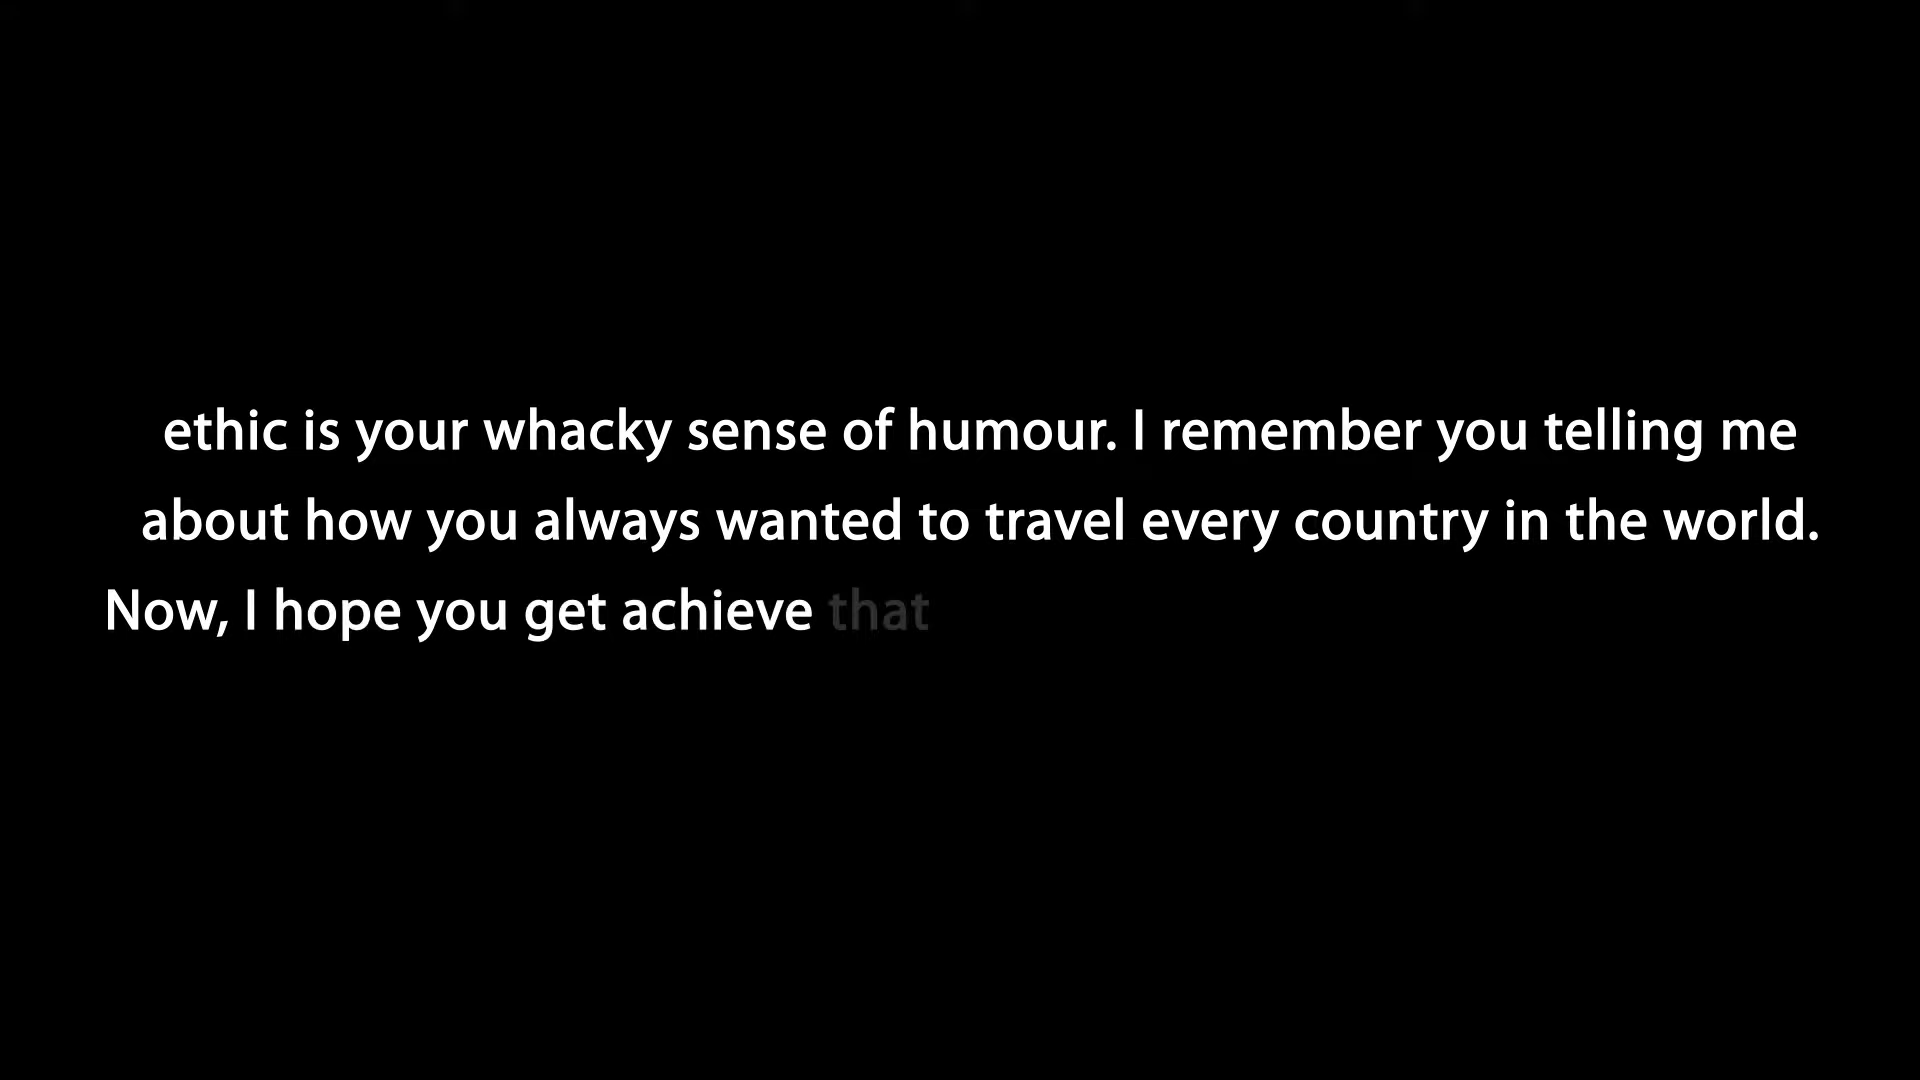 ethic is your whacky sense of humour. I remember you telling me
about how you always wanted to travel every country in the world.
Now, I hope you get achieve that